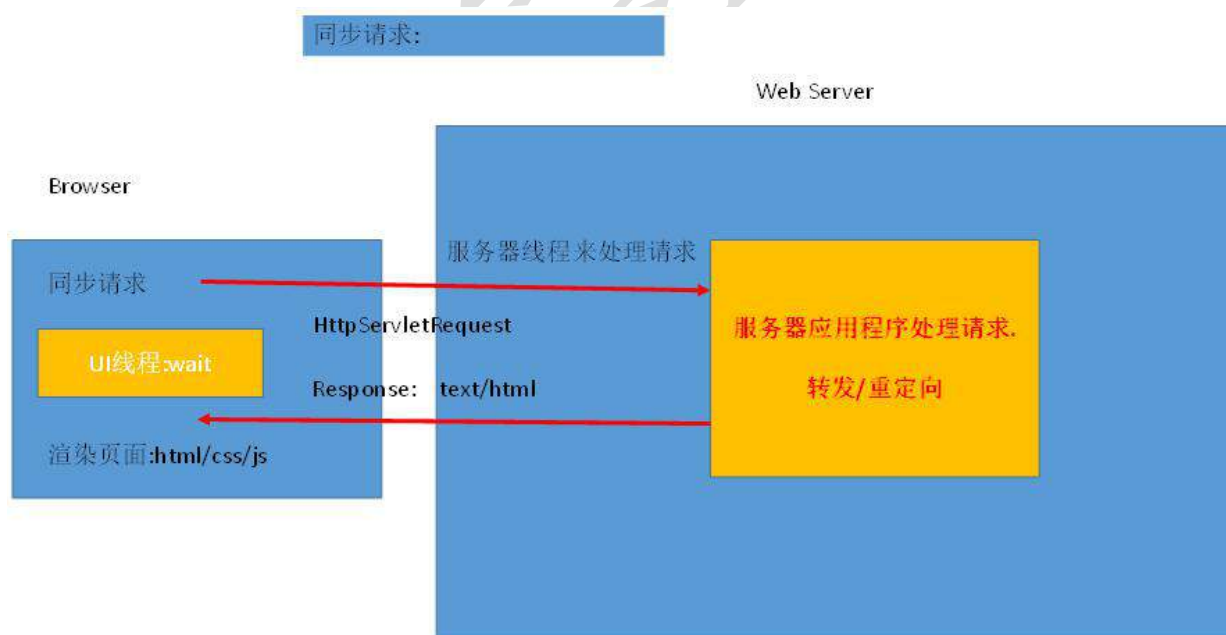 同步请求:
Web Server
Browser
服务器线程来处理请求
同步请求
HttpServletRequest
服务器应用程序处理请求.
UI线程:wait
Response: text/html
转发/重定向
渲染页面:html/css/js